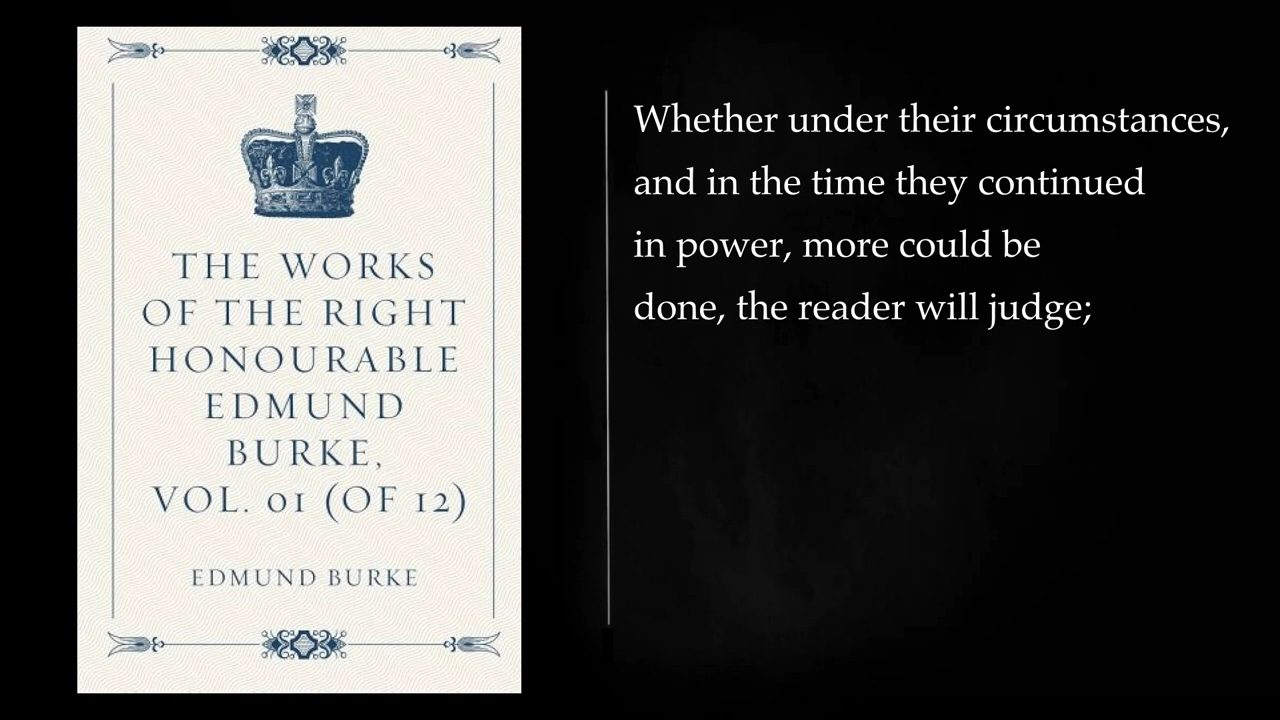 THE WORKS
OF THE RIGHT
HONOURABLE
EDMUND
BURKE,
VOL. 01 (OF 12)
EDMUND BURKE
Whether under their circumstances,
and in the time they continued
in power, more could be
done, the reader will judge;